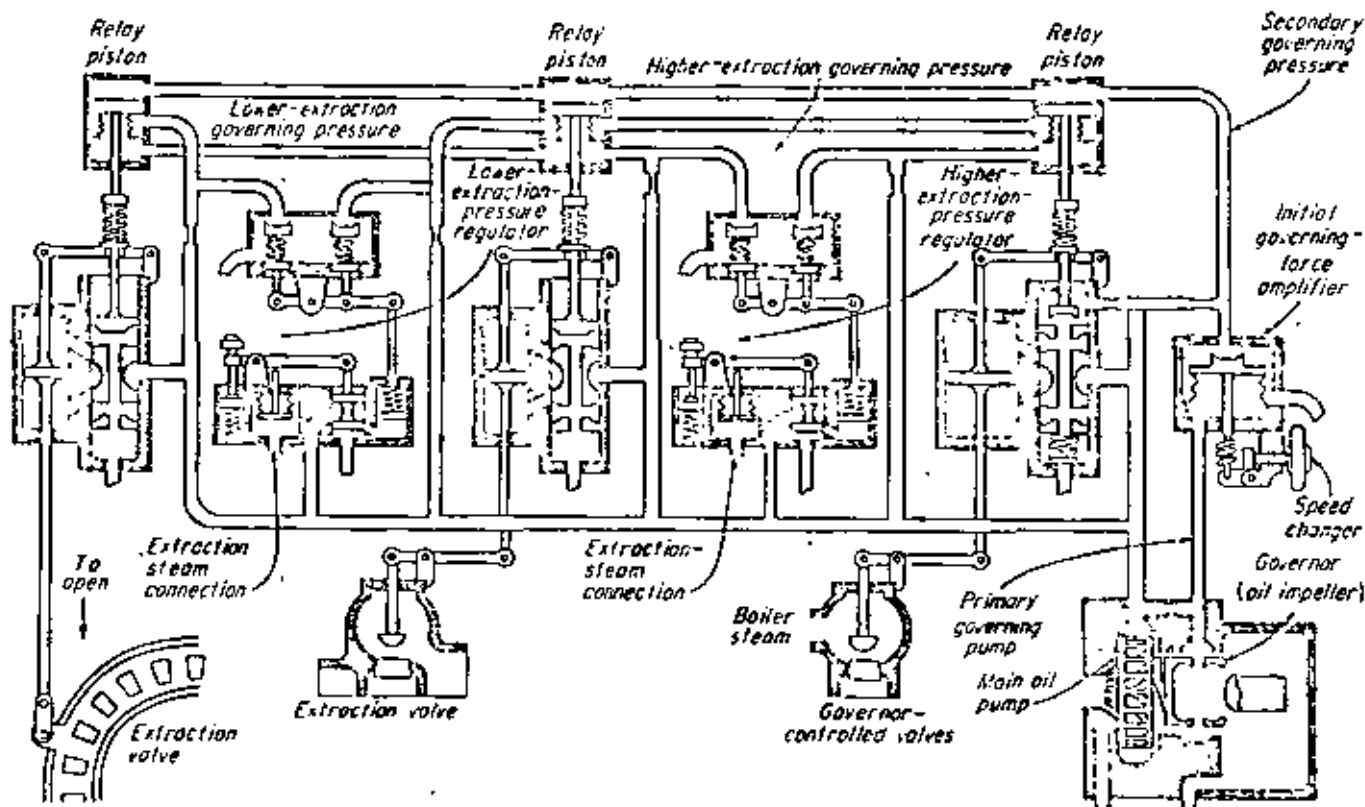 Relay
piston
Relay
piston
Higher-extraction governing pressure
Relay
piston
Secondary
governing
pressure
Lower-extraction
governing pressure
Lower-
extraction-
pressure
regulator
Higher-
extraction-
pressure
regulator
Initial
governing-
force
amplifier
Speed
changer
Extraction
steam
connection
Extraction-
steam
connection
To
open
Boiler
steam
Primary
governing
pump
Governor
(oil impeller)
Main oil
pump
Extraction valve
Governor-
controlled valves
Extraction
valve